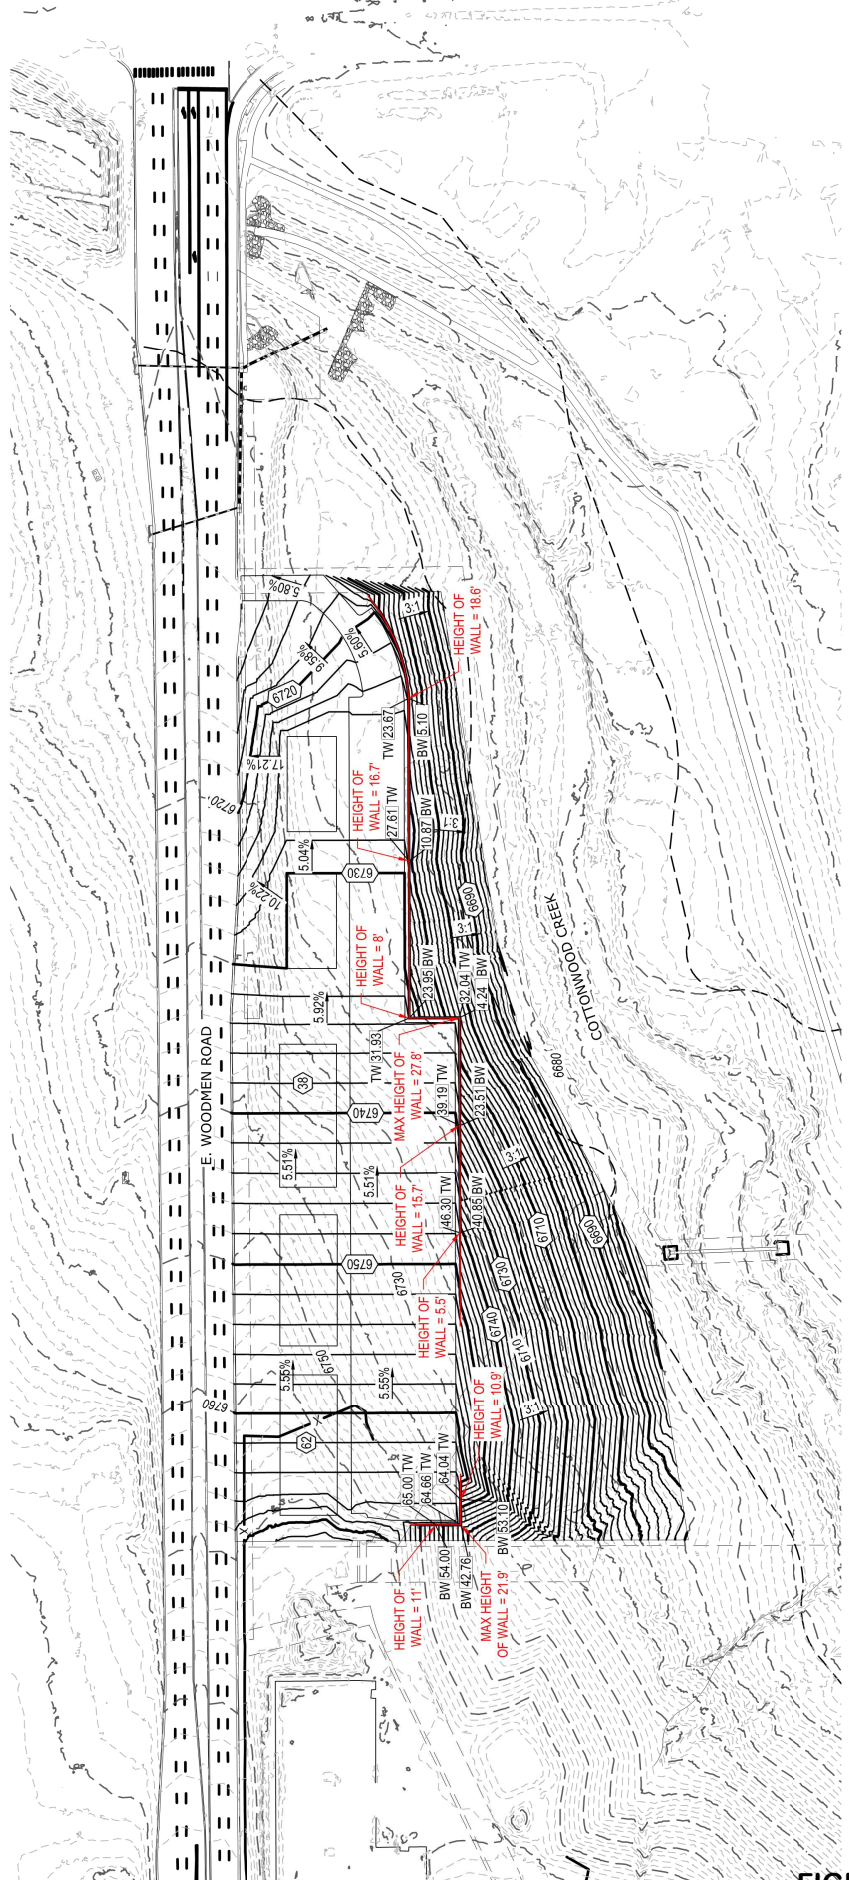 5.80%
5.60%
9.58%
6720
3:1
HEIGHT OF
WALL = 18.6'
TW 23.67
BW 5.10
17.21%
6720
HEIGHT OF
WALL = 16.7'
27.61 TW
10.87 BW
3:1
5.04%
6730
10.22%
6690
3:1
HEIGHT OF
WALL = 8'
23.95 BW
32.04 TW
4.24 BW
5.92%
TW 31.93
COTTONWOOD CREEK
6680
E. WOODMEN ROAD
38
MAX HEIGHT OF
WALL = 27.8'
39.19 TW
23.51 BW
6740
5.51%
5.51%
3:1
HEIGHT OF
WALL = 15.7'
46.30 TW
40.85 BW
6710
6690
6750
6730
6730
HEIGHT OF
WALL = 5.5'
6740
6710
6750
5.55%
5.55%
3:1
6760
X
62
HEIGHT OF
WALL = 10.9'
65.00 TW
64.66 TW
64.04 TW
X
BW 53.10
BW 54.00
BW 42.76
HEIGHT OF
WALL = 11'
MAX HEIGHT
OF WALL = 21.9'